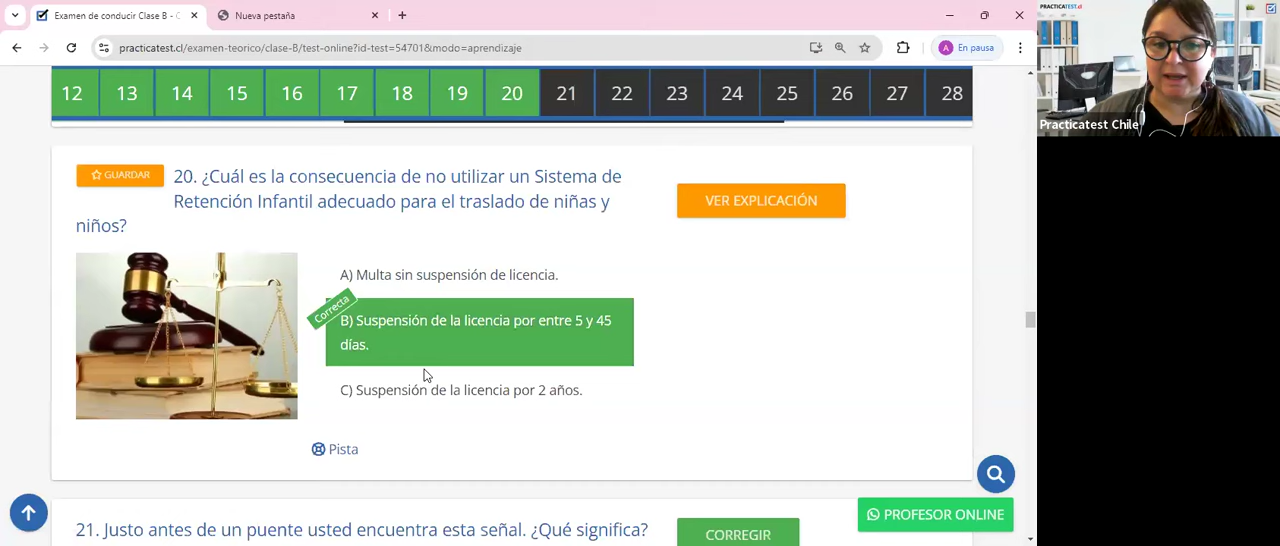 Examen de conducir Clase B - C
Nueva pestaña
practicatest.cl/examen-teorico/clase-B/test-online?id-test=54701&modo=aprendizaje
A
En pausa
PRACTICATEST.cl
Practicatest Chile
12 13 14 15 16 17 18 19 20 21 22 23 24 25 26 27 28
GUARDAR
20. ¿Cuál es la consecuencia de no utilizar un Sistema de
Retención Infantil adecuado para el traslado de niñas y
niños?
VER EXPLICACIÓN
A) Multa sin suspensión de licencia.
Correcta
B) Suspensión de la licencia por entre 5 y 45
días.
C) Suspensión de la licencia por 2 años.
Pista
PROFESOR ONLINE
21. Justo antes de un puente usted encuentra esta señal. ¿Qué significa?
CORREGIR